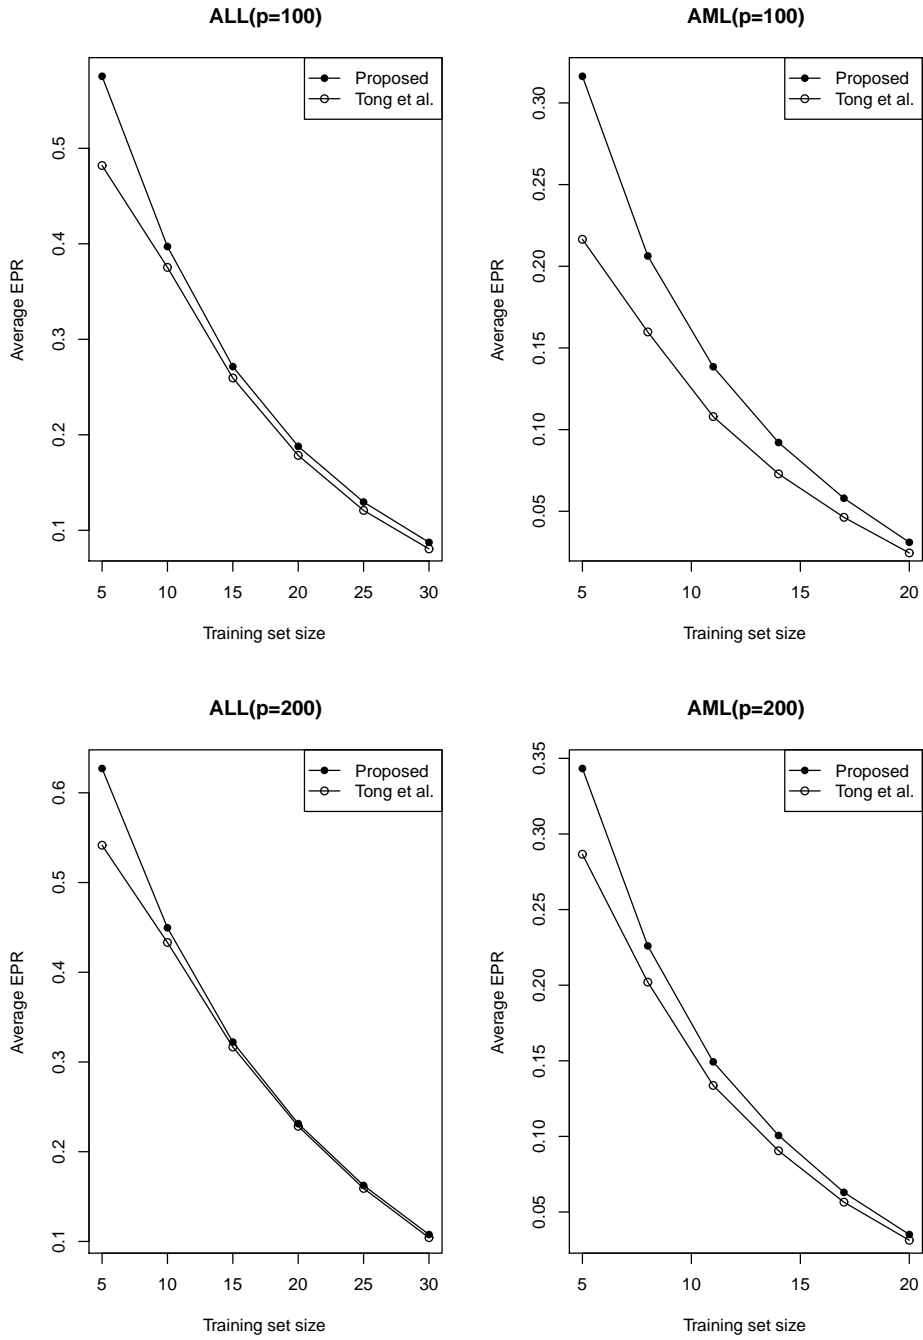 ALL(p=100)
Proposed
Tong et al.
0.5
0.4
0.3
0.2
0.1
Average EPR
5 10 15 20 25 30
Training set size
AML(p=100)
Proposed
Tong et al.
0.30
0.25
0.20
0.15
0.10
0.05
Average EPR
5 10 15 20
Training set size
ALL(p=200)
Proposed
Tong et al.
0.6
0.5
0.4
0.3
0.2
0.1
Average EPR
5 10 15 20 25 30
Training set size
AML(p=200)
Proposed
Tong et al.
0.35
0.30
0.25
0.20
0.15
0.10
0.05
Average EPR
5 10 15 20
Training set size